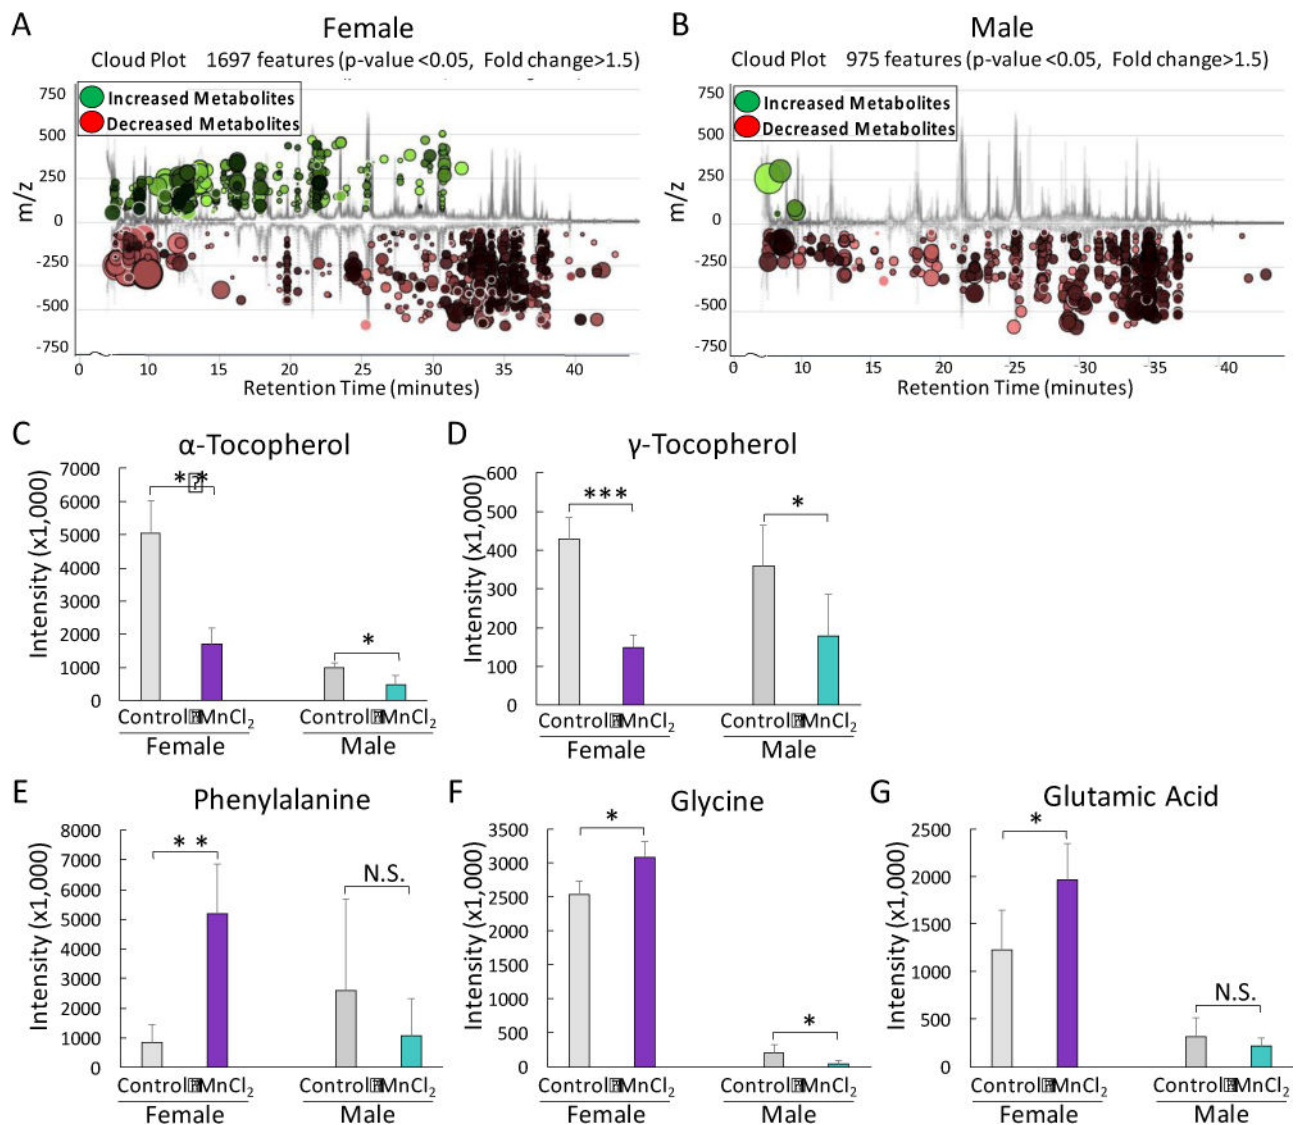 A
Female
Cloud Plot 1697 features (p-value <0.05, Fold change>1.5)
Increased Metabolites
Decreased Metabolites
m/z
750
500
250
0
-250
-500
-750
0 10 15 20 25 30 35 40
Retention Time (minutes)
B
Male
Cloud Plot 975 features (p-value <0.05, Fold change>1.5)
Increased Metabolites
Decreased Metabolites
m/z
750
500
250
0
-250
-500
-750
0 10 15 20 25 -30 35 -40
Retention Time (minutes)
C
α-Tocopherol
Intensity (x1,000)
7000
6000
5000
4000
3000
2000
1000
0
* *
*
Control MnCl2
Female
Control MnCl2
Male
D
γ-Tocopherol
Intensity (x1,000)
600
500
400
300
200
100
0
***
*
Control MnCl2
Female
Control MnCl2
Male
E
Phenylalanine
Intensity (x1,000)
8000
7000
6000
5000
4000
3000
2000
1000
0
* *
N.S.
Control MnCl2
Female
Control MnCl2
Male
F
Glycine
Intensity (x1,000)
3500
3000
2500
2000
1500
1000
500
0
*
*
Control MnCl2
Female
Control MnCl2
Male
G
Glutamic Acid
Intensity (x1,000)
2500
2000
1500
1000
500
0
*
N.S.
Control MnCl2
Female
Control MnCl2
Male